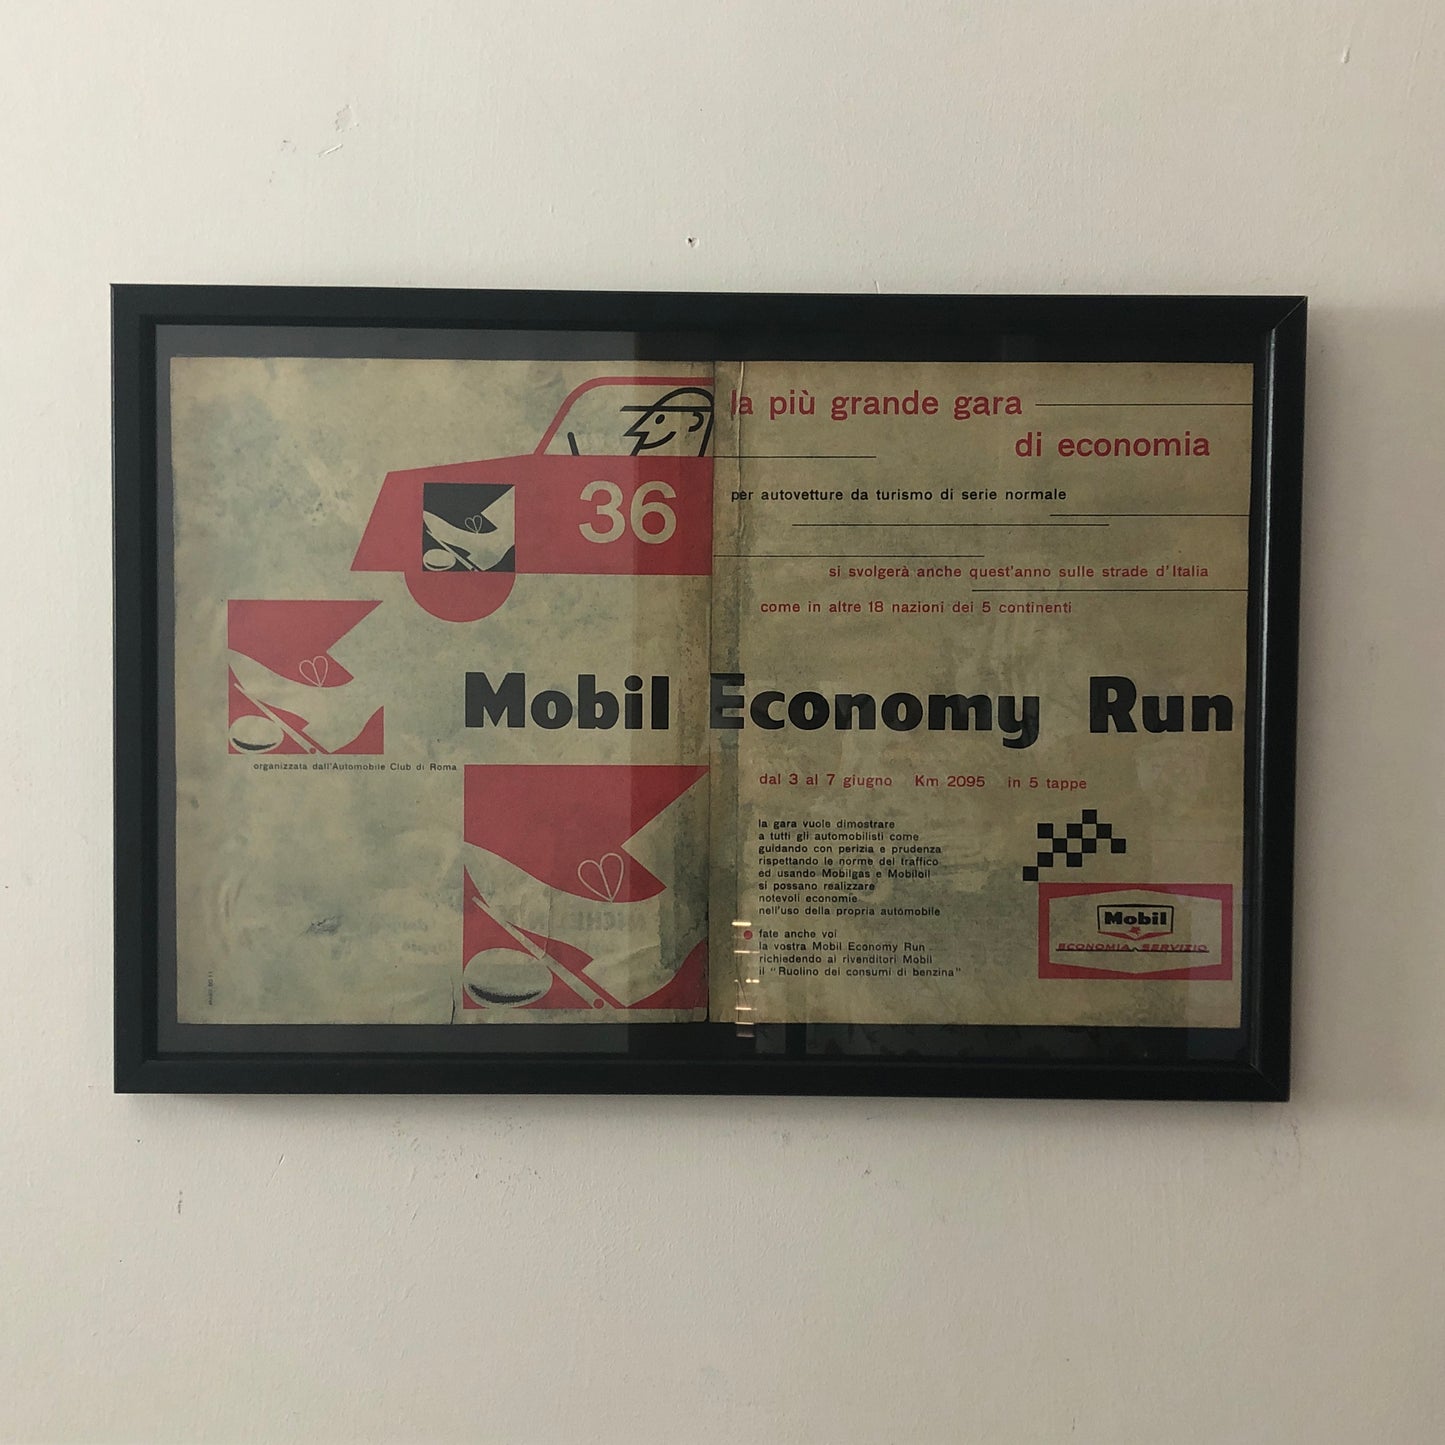 la più grande gara
di economia
36
per autovetture da turismo di serie normale
si svolgerà anche quest'anno sulle strade d'Italia
come in altre 18 nazioni dei 5 continenti
Mobil Economy Run
organizzata dall'Automobile Club di Roma
dal 3 al 7 giugno Km 2095 in 5 tappe
la gara vuole dimostrare
a tutti gli automobilisti come
guidando con perizia e prudenza
rispettando le norme del traffico
ed usando Mobilgas e Mobiloil
si possano realizzare
notevoli economie
nell'uso della propria automobile
fate anche voi
la vostra Mobil Economy Run
richiedendo ai rivenditori Mobil
il "Ruolino dei consumi di benzina"
Mobil
ECONOMIA SERVIZIO